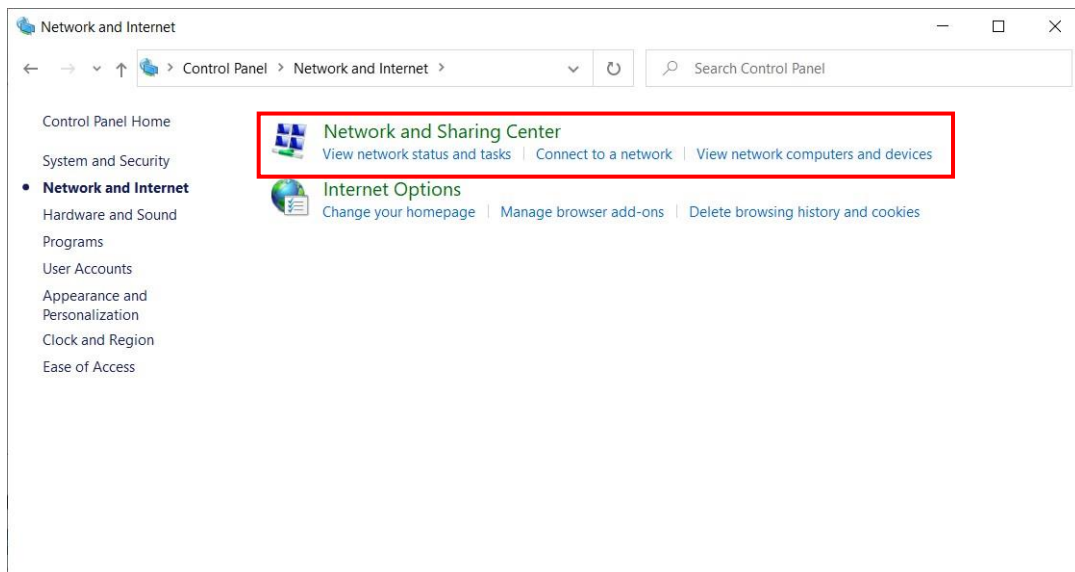 Network and Internet
Control Panel > Network and Internet >
Search Control Panel
Control Panel Home
System and Security
Network and Internet
Hardware and Sound
Programs
User Accounts
Appearance and
Personalization
Clock and Region
Ease of Access
Network and Sharing Center
View network status and tasks | Connect to a network | View network computers and devices
Internet Options
Change your homepage | Manage browser add-ons | Delete browsing history and cookies